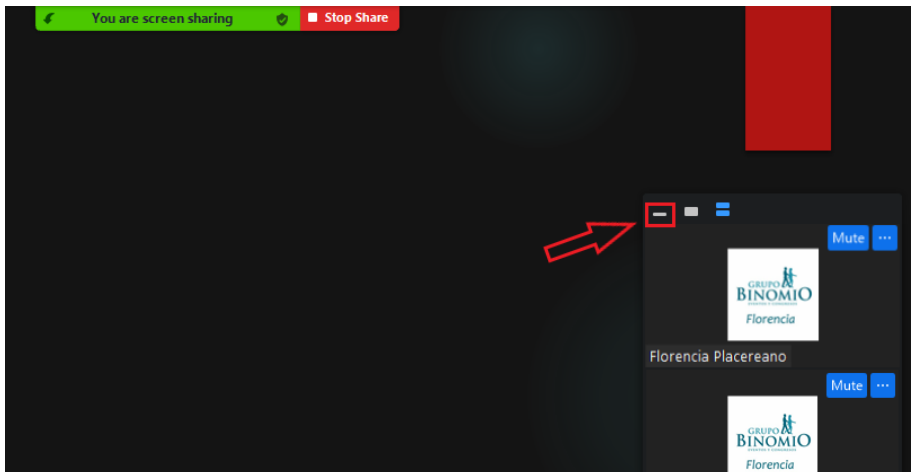 You are screen sharing
Stop Share
Mute
GRUPO
BINOMIO
Florencia
Florencia Placereano
Mute
GRUPO
BINOMIO
Florencia